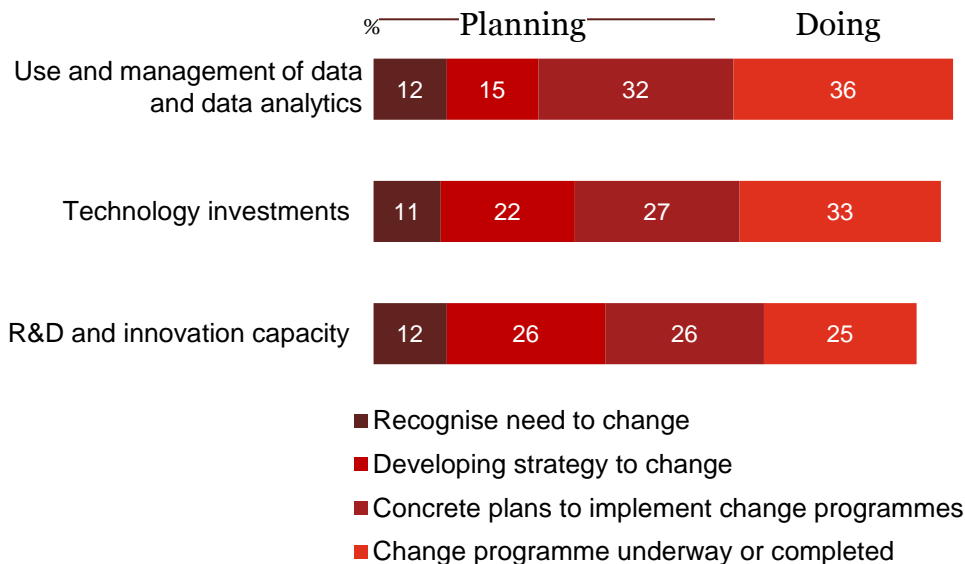 % Planning Doing
Use and management of data
and data analytics
12 15 32 36
Technology investments
11 22 27 33
R&D and innovation capacity
12 26 26 25
Recognise need to change
Developing strategy to change
Concrete plans to implement change programmes
Change programme underway or completed